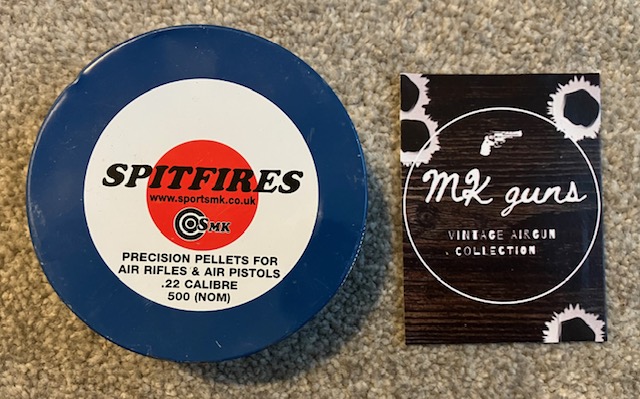 SPITFIRES
www.sportsmk.co.uk
SMK
PRECISION PELLETS FOR
AIR RIFLES & AIR PISTOLS
.22 CALIBRE
500 (NOM)
MK guns
VINTAGE AIRGUN
COLLECTION